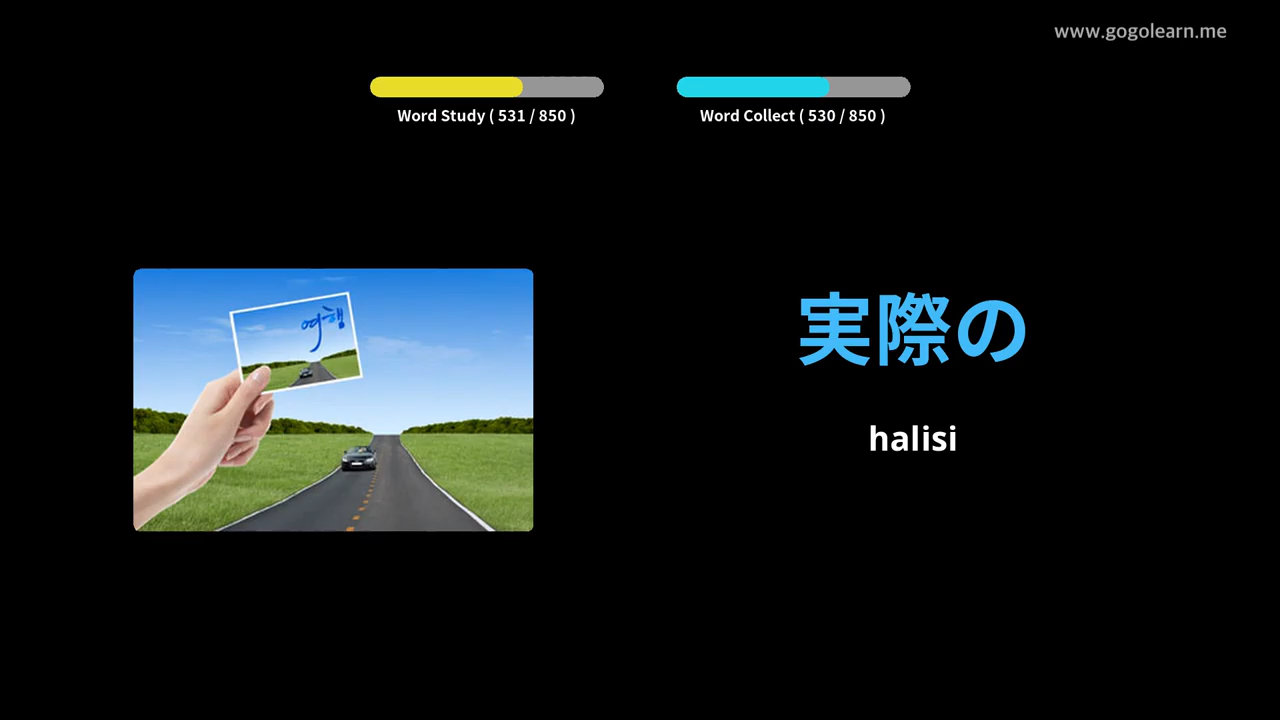 www.gogolearn.me
Word Study ( 531 / 850 )
Word Collect ( 530 / 850 )
여행
実際の
halisi